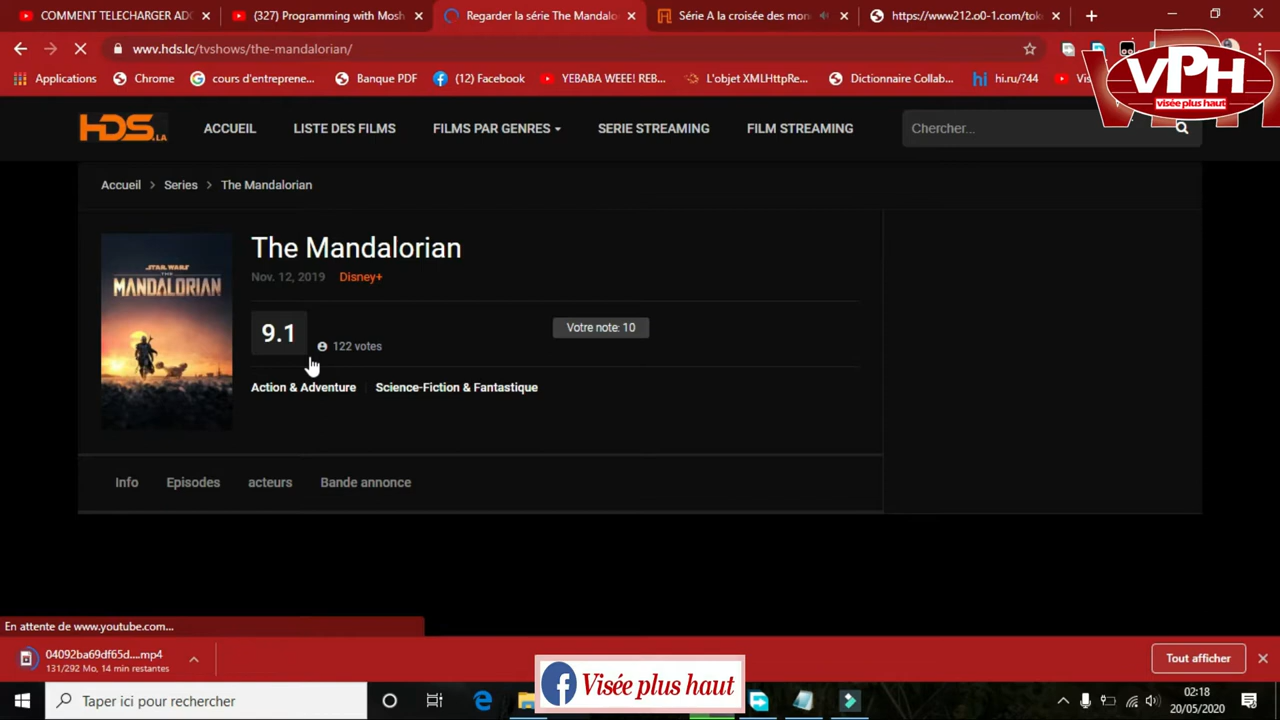 COMMENT TELECHARGER ADO
(327) Programming with Mosh
Regarder la série The Mandalo
Série A la croisée des mon
https://www212.o0-1.com/tok
wwv.hds.lc/tvshows/the-mandalorian/
Applications
Chrome
cours d'entreprene...
Banque PDF
(12) Facebook
YEBABA WEEE! REB...
L'objet XMLHttpRe...
Dictionnaire Collab...
hi.ru/?44
Vis
VPH
visée plus haut
HDS.LA
ACCUEIL
LISTE DES FILMS
FILMS PAR GENRES
SERIE STREAMING
FILM STREAMING
Chercher...
Accueil > Series > The Mandalorian
STAR WARS
THE
MANDALORIAN
The Mandalorian
Nov. 12, 2019 Disney+
9.1
122 votes
Votre note: 10
Action & Adventure
Science-Fiction & Fantastique
Info
Episodes
acteurs
Bande annonce
En attente de www.youtube.com...
04092ba69df65d....mp4
131/292 Mo, 14 min restantes
Tout afficher
Visée plus haut
Taper ici pour rechercher
02:18
20/05/2020